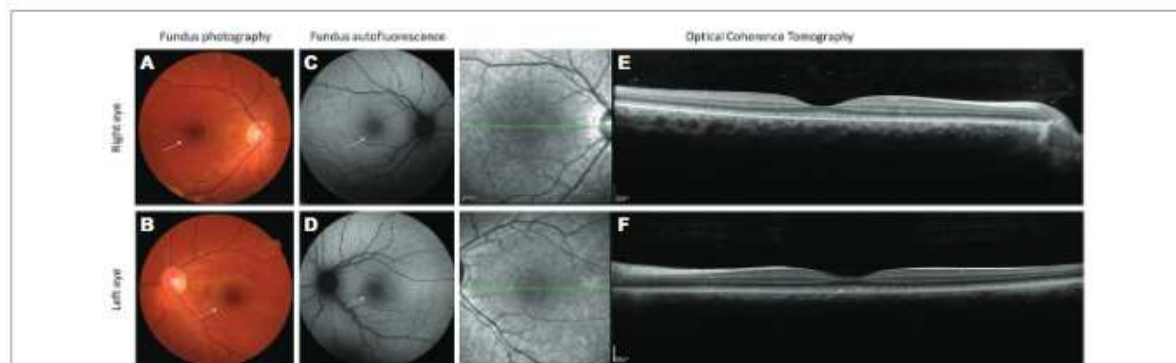 Fundus photography
Fundus autofluorescence
Optical Coherence Tomography
Right eye
A
C
E
Left eye
B
D
F